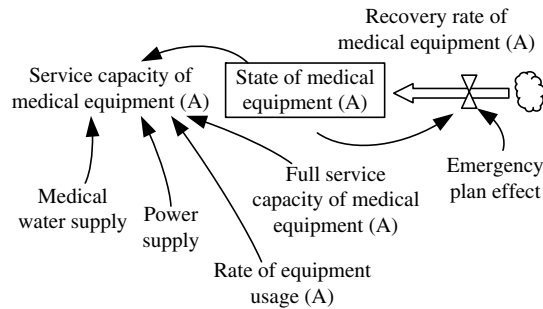 Recovery rate of
medical equipment (A)
Service capacity of
medical equipment (A)
State of medical
equipment (A)
Emergency
plan effect
Full service
capacity of medical
equipment (A)
Medical
water supply
Power
supply
Rate of equipment
usage (A)